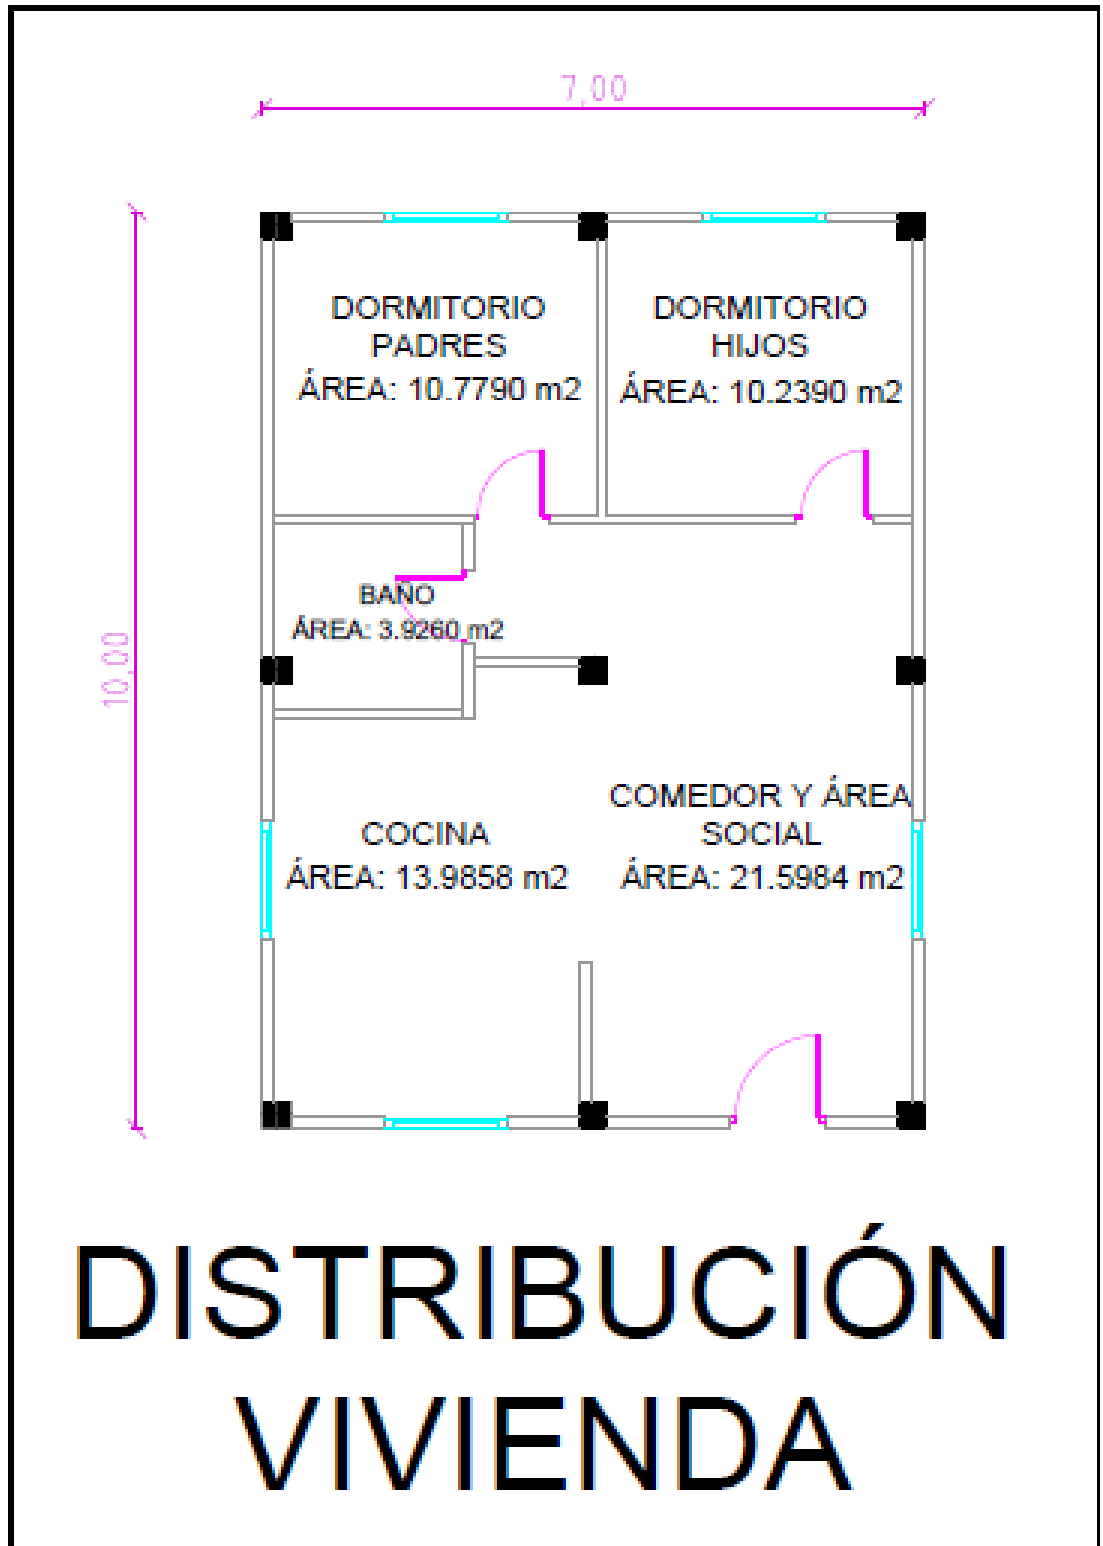 7,00
DORMITORIO
PADRES
ÁREA: 10.7790 m2
DORMITORIO
HIJOS
ÁREA: 10.2390 m2
BAÑO
ÁREA: 3.9260 m2
10,00
COCINA
ÁREA: 13.9858 m2
COMEDOR Y ÁREA
SOCIAL
ÁREA: 21.5984 m2
DISTRIBUCIÓN
VIVIENDA